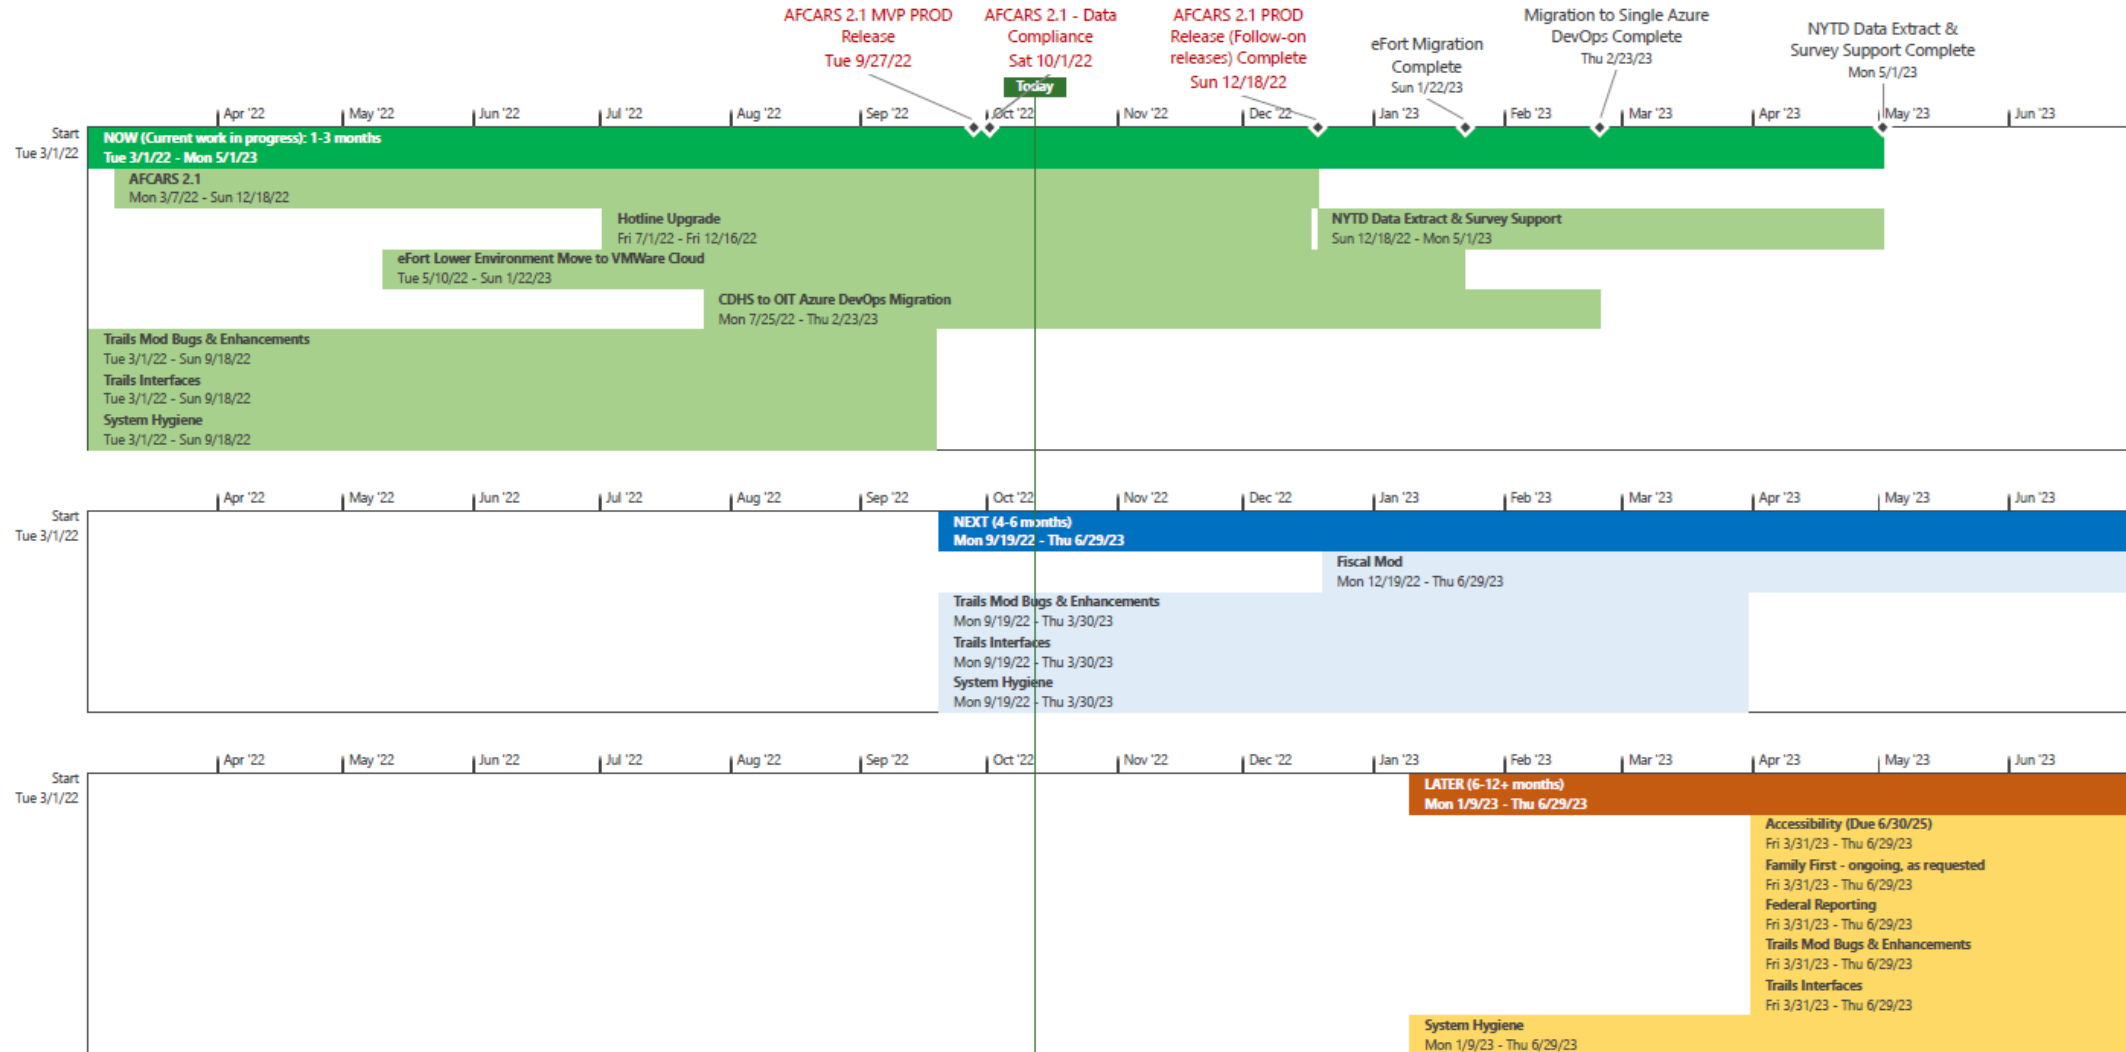 AFCARS 2.1 MVP PROD
Release
Tue 9/27/22
AFCARS 2.1 - Data
Compliance
Sat 10/1/22
AFCARS 2.1 PROD
Release (Follow-on
releases) Complete
Sun 12/18/22
eFort Migration
Complete
Sun 1/22/23
Migration to Single Azure
DevOps Complete
Thu 2/23/23
NYTD Data Extract &
Survey Support Complete
Mon 5/1/23
Today
Apr '22
May '22
Jun '22
Jul '22
Aug '22
Sep '22
Oct '22
Nov '22
Dec '22
Jan '23
Feb '23
Mar '23
Apr '23
May '23
Jun '23
Start
Tue 3/1/22
NOW (Current work in progress): 1-3 months
Tue 3/1/22 - Mon 5/1/23
AFCARS 2.1
Mon 3/7/22 - Sun 12/18/22
Hotline Upgrade
Fri 7/1/22 - Fri 12/16/22
NYTD Data Extract & Survey Support
Sun 12/18/22 - Mon 5/1/23
eFort Lower Environment Move to VMWare Cloud
Tue 5/10/22 - Sun 1/22/23
CDHS to OIT Azure DevOps Migration
Mon 7/25/22 - Thu 2/23/23
Trails Mod Bugs & Enhancements
Tue 3/1/22 - Sun 9/18/22
Trails Interfaces
Tue 3/1/22 - Sun 9/18/22
System Hygiene
Tue 3/1/22 - Sun 9/18/22
Apr '22
May '22
Jun '22
Jul '22
Aug '22
Sep '22
Oct '22
Nov '22
Dec '22
Jan '23
Feb '23
Mar '23
Apr '23
May '23
Jun '23
Start
Tue 3/1/22
NEXT (4-6 months)
Mon 9/19/22 - Thu 6/29/23
Fiscal Mod
Mon 12/19/22 - Thu 6/29/23
Trails Mod Bugs & Enhancements
Mon 9/19/22 - Thu 3/30/23
Trails Interfaces
Mon 9/19/22 - Thu 3/30/23
System Hygiene
Mon 9/19/22 - Thu 3/30/23
Apr '22
May '22
Jun '22
Jul '22
Aug '22
Sep '22
Oct '22
Nov '22
Dec '22
Jan '23
Feb '23
Mar '23
Apr '23
May '23
Jun '23
Start
Tue 3/1/22
LATER (6-12+ months)
Mon 1/9/23 - Thu 6/29/23
Accessibility (Due 6/30/25)
Fri 3/31/23 - Thu 6/29/23
Family First - ongoing, as requested
Fri 3/31/23 - Thu 6/29/23
Federal Reporting
Fri 3/31/23 - Thu 6/29/23
Trails Mod Bugs & Enhancements
Fri 3/31/23 - Thu 6/29/23
Trails Interfaces
Fri 3/31/23 - Thu 6/29/23
System Hygiene
Mon 1/9/23 - Thu 6/29/23